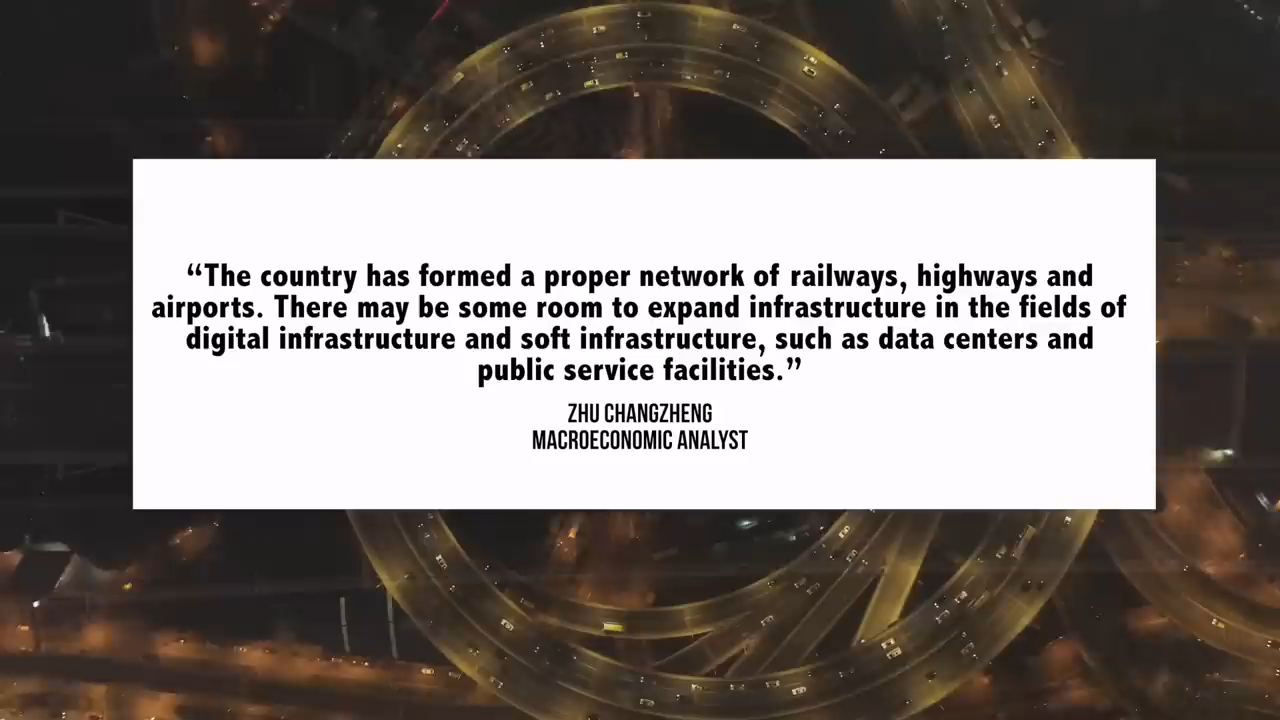 “The country has formed a proper network of railways, highways and
airports. There may be some room to expand infrastructure in the fields of
digital infrastructure and soft infrastructure, such as data centers and
public service facilities.”
ZHU CHANGZHENG
MACROECONOMIC ANALYST